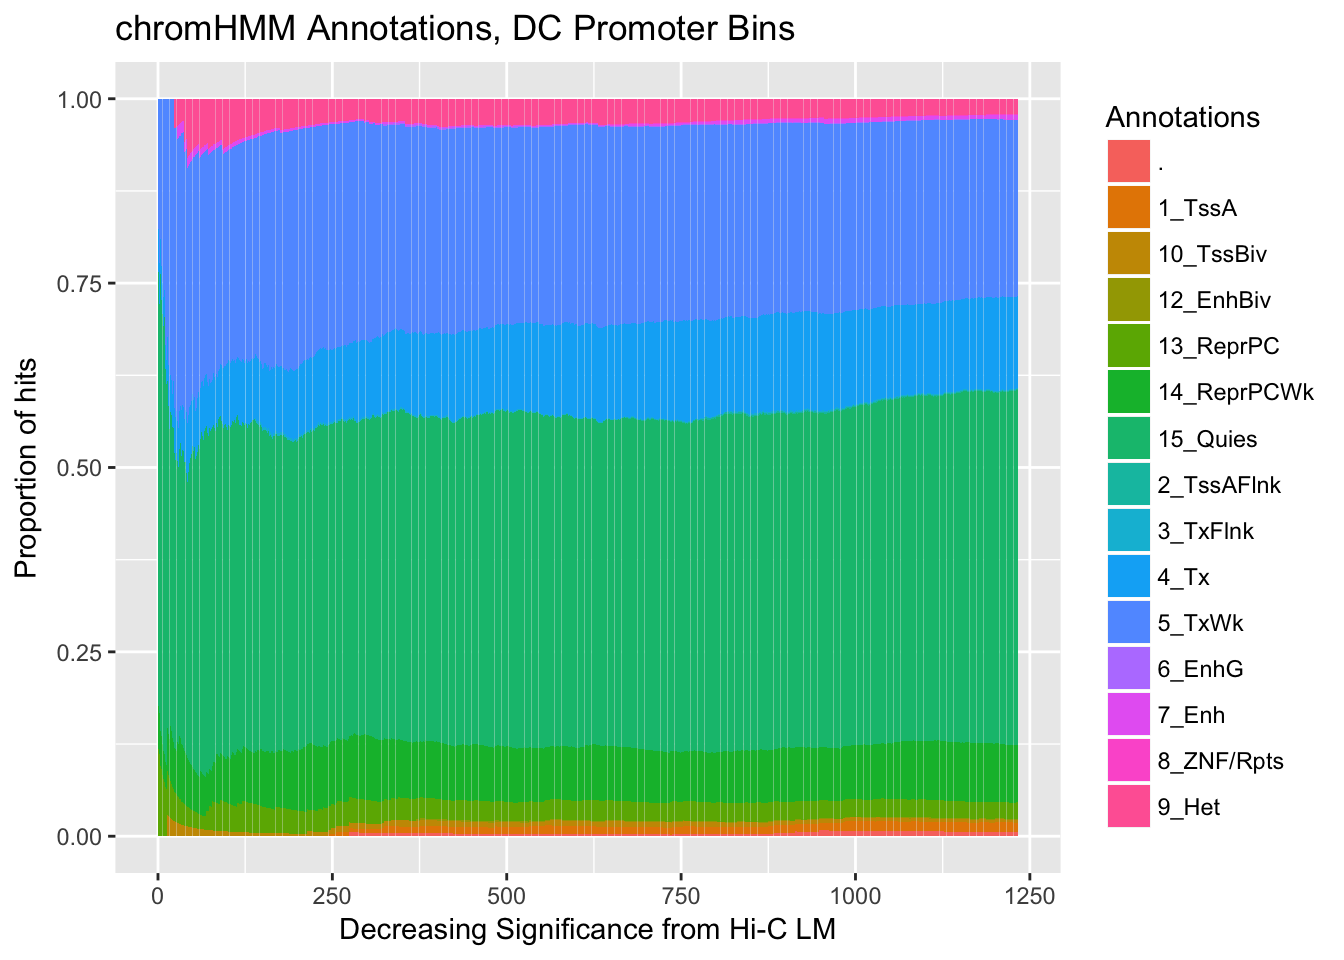 chromHMM Annotations, DC Promoter Bins
Proportion of hits
1.00
0.75
0.50
0.25
0.00
0
250
500
750
1000
1250
Decreasing Significance from Hi-C LM
Annotations
.
1_TssA
10_TssBiv
12_EnhBiv
13_ReprPC
14_ReprPCWk
15_Quies
2_TssAFlnk
3_TxFlnk
4_Tx
5_TxWk
6_EnhG
7_Enh
8_ZNF/Rpts
9_Het